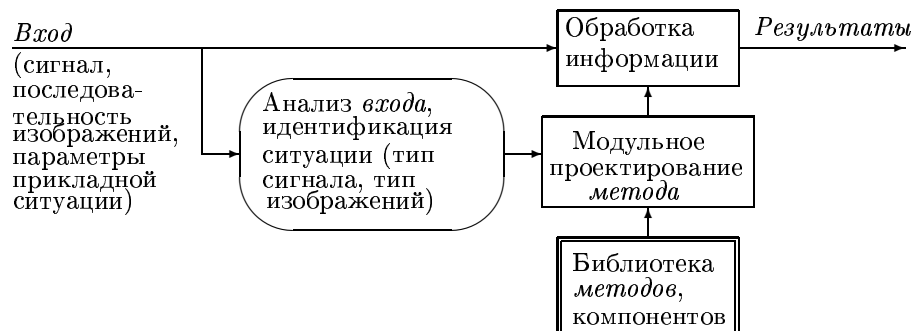 Вход
(сигнал,
последова-
тельность
изображений,
параметры
прикладной
ситуации)
Анализ входа,
идентификация
ситуации (тип
сигнала, тип
изображений)
Обработка
информации
Результаты
Модульное
проектирование
метода
Библиотека
методов,
компонентов